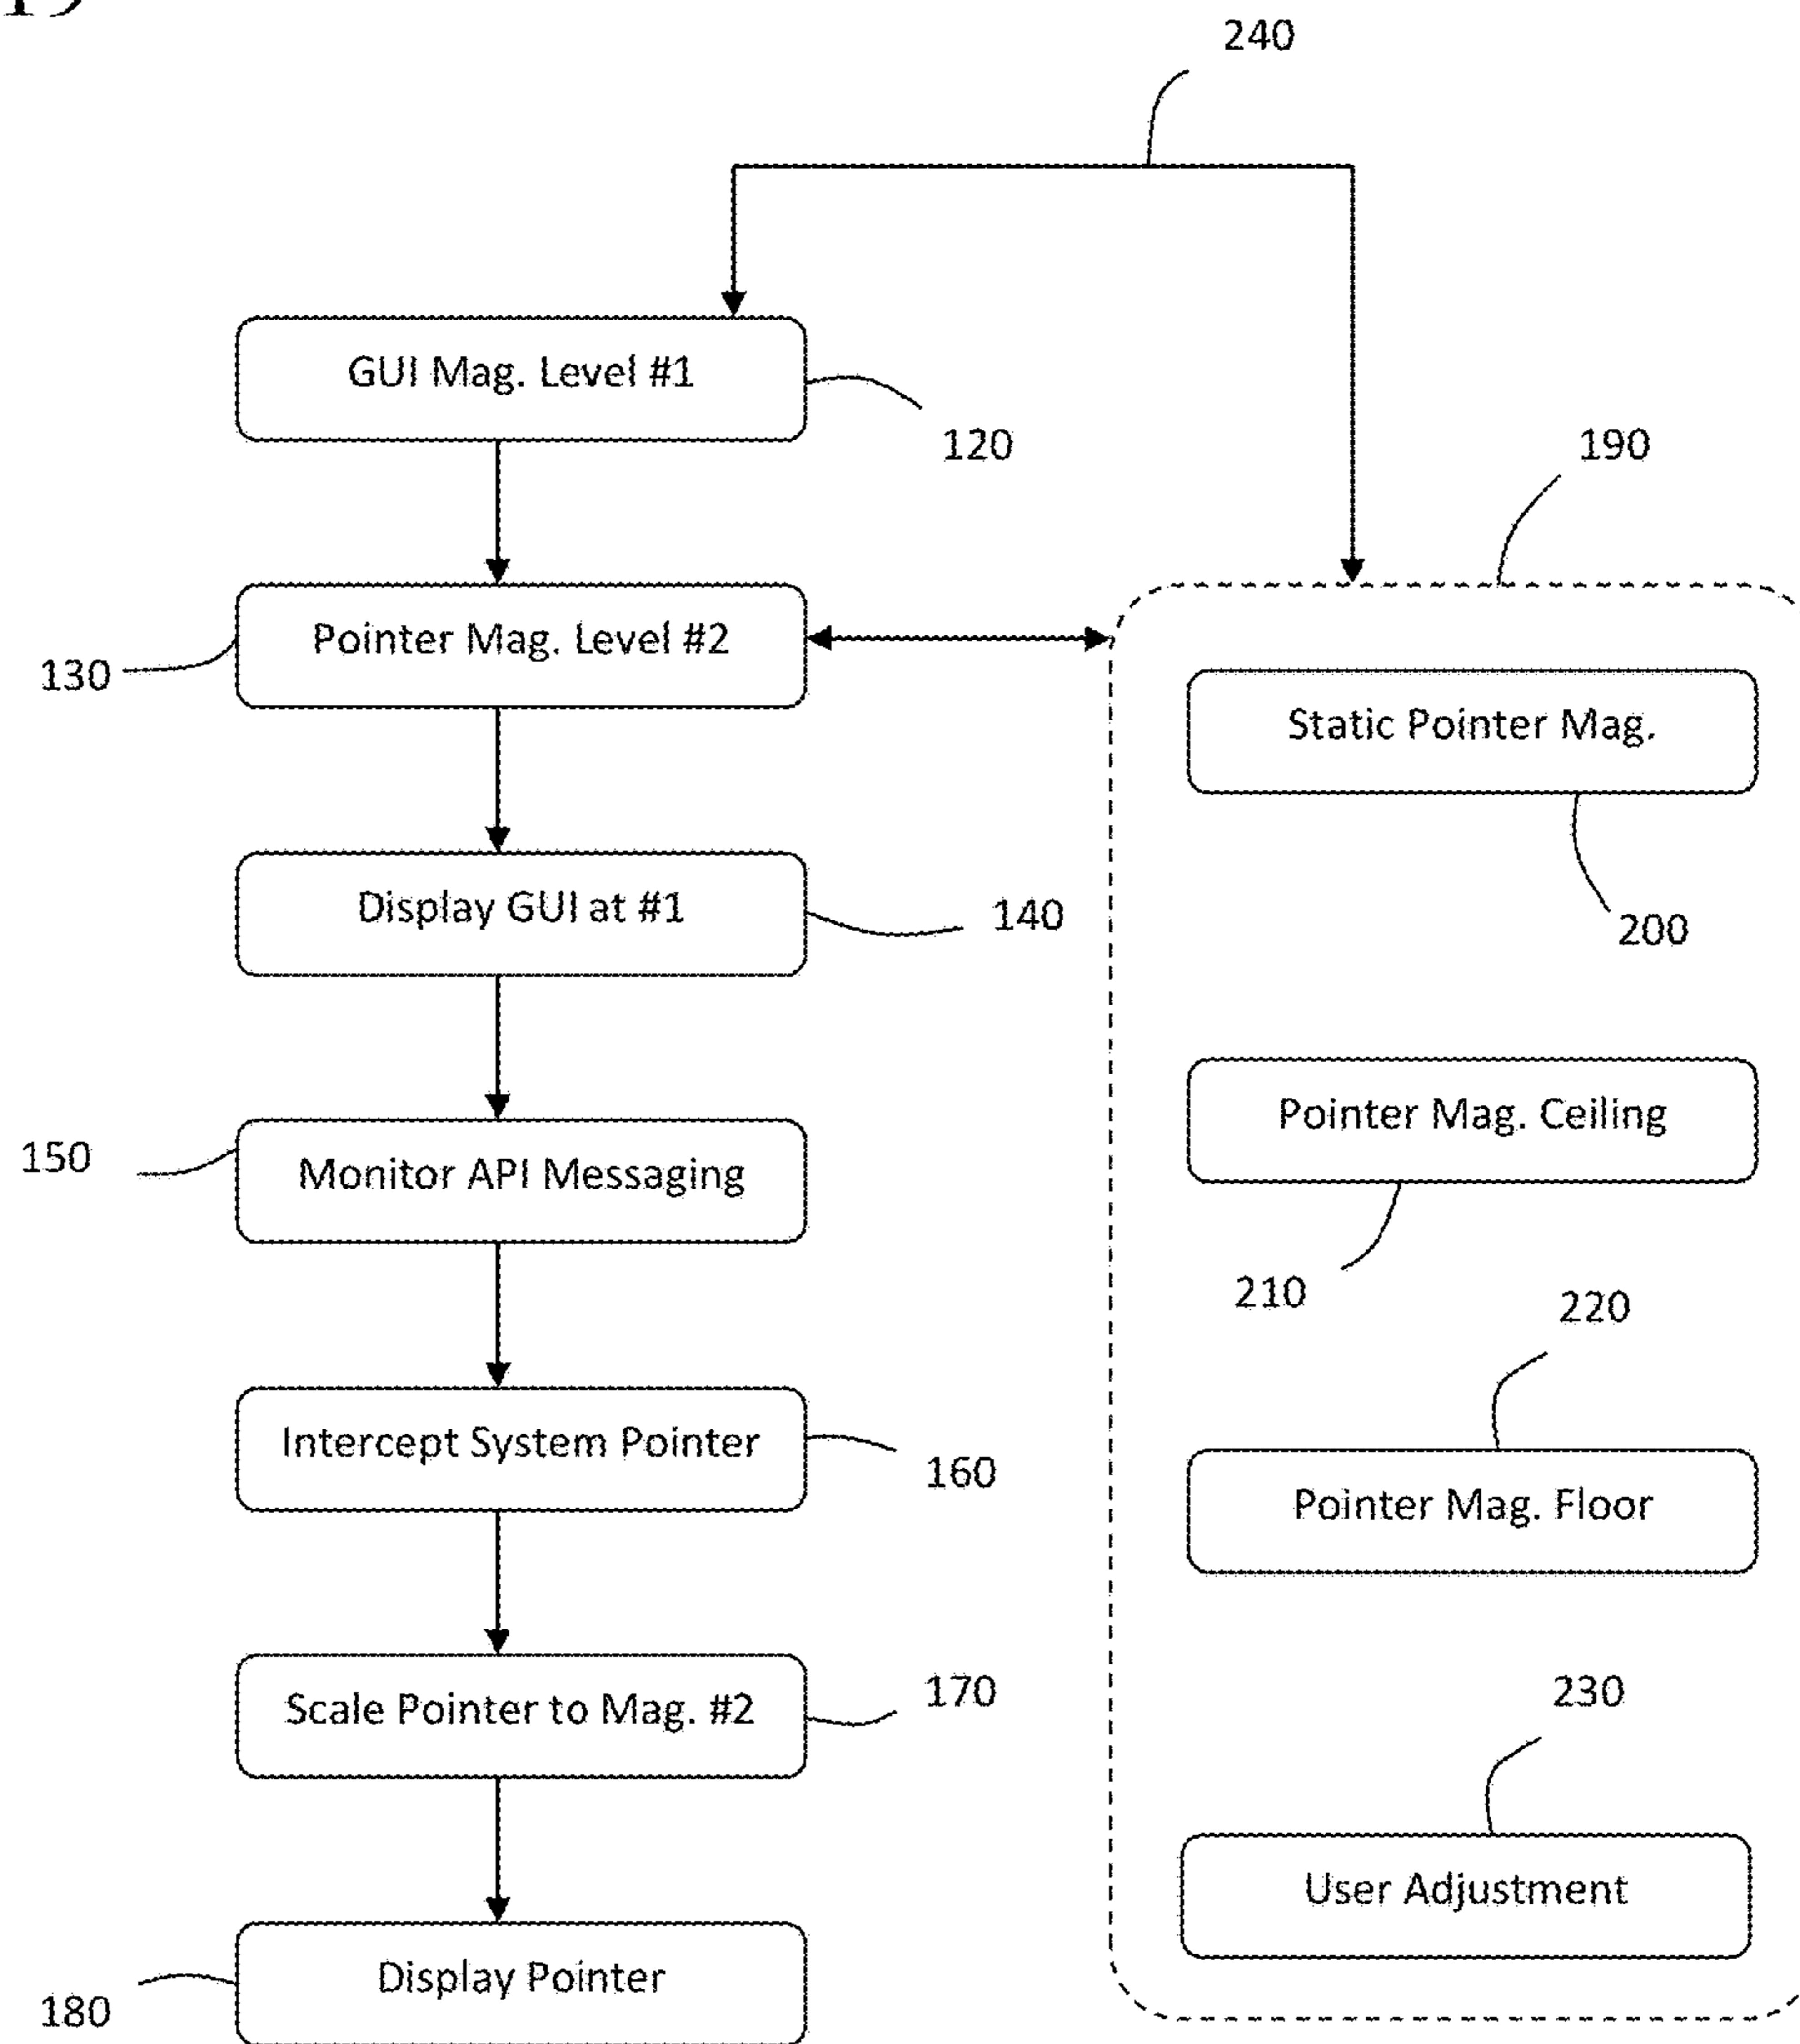 19
240
GUI Mag. Level #1
120
190
Pointer Mag. Level #2
130
Static Pointer Mag.
200
Display GUI at #1
140
Pointer Mag. Ceiling
210
Monitor API Messaging
150
220
Intercept System Pointer
160
Pointer Mag. Floor
Scale Pointer to Mag. #2
170
230
User Adjustment
Display Pointer
180